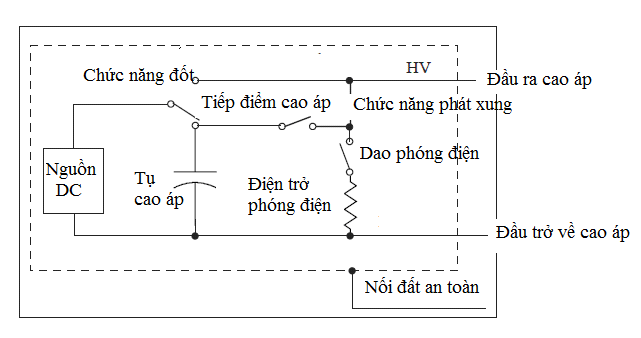 HV
Chức năng đốt
Đầu ra cao áp
Tiếp điểm cao áp
Chức năng phát xung
Dao phóng điện
Nguồn
DC
Tụ
cao áp
Điện trở
phóng điện
Đầu trở về cao áp
Nối đất an toàn